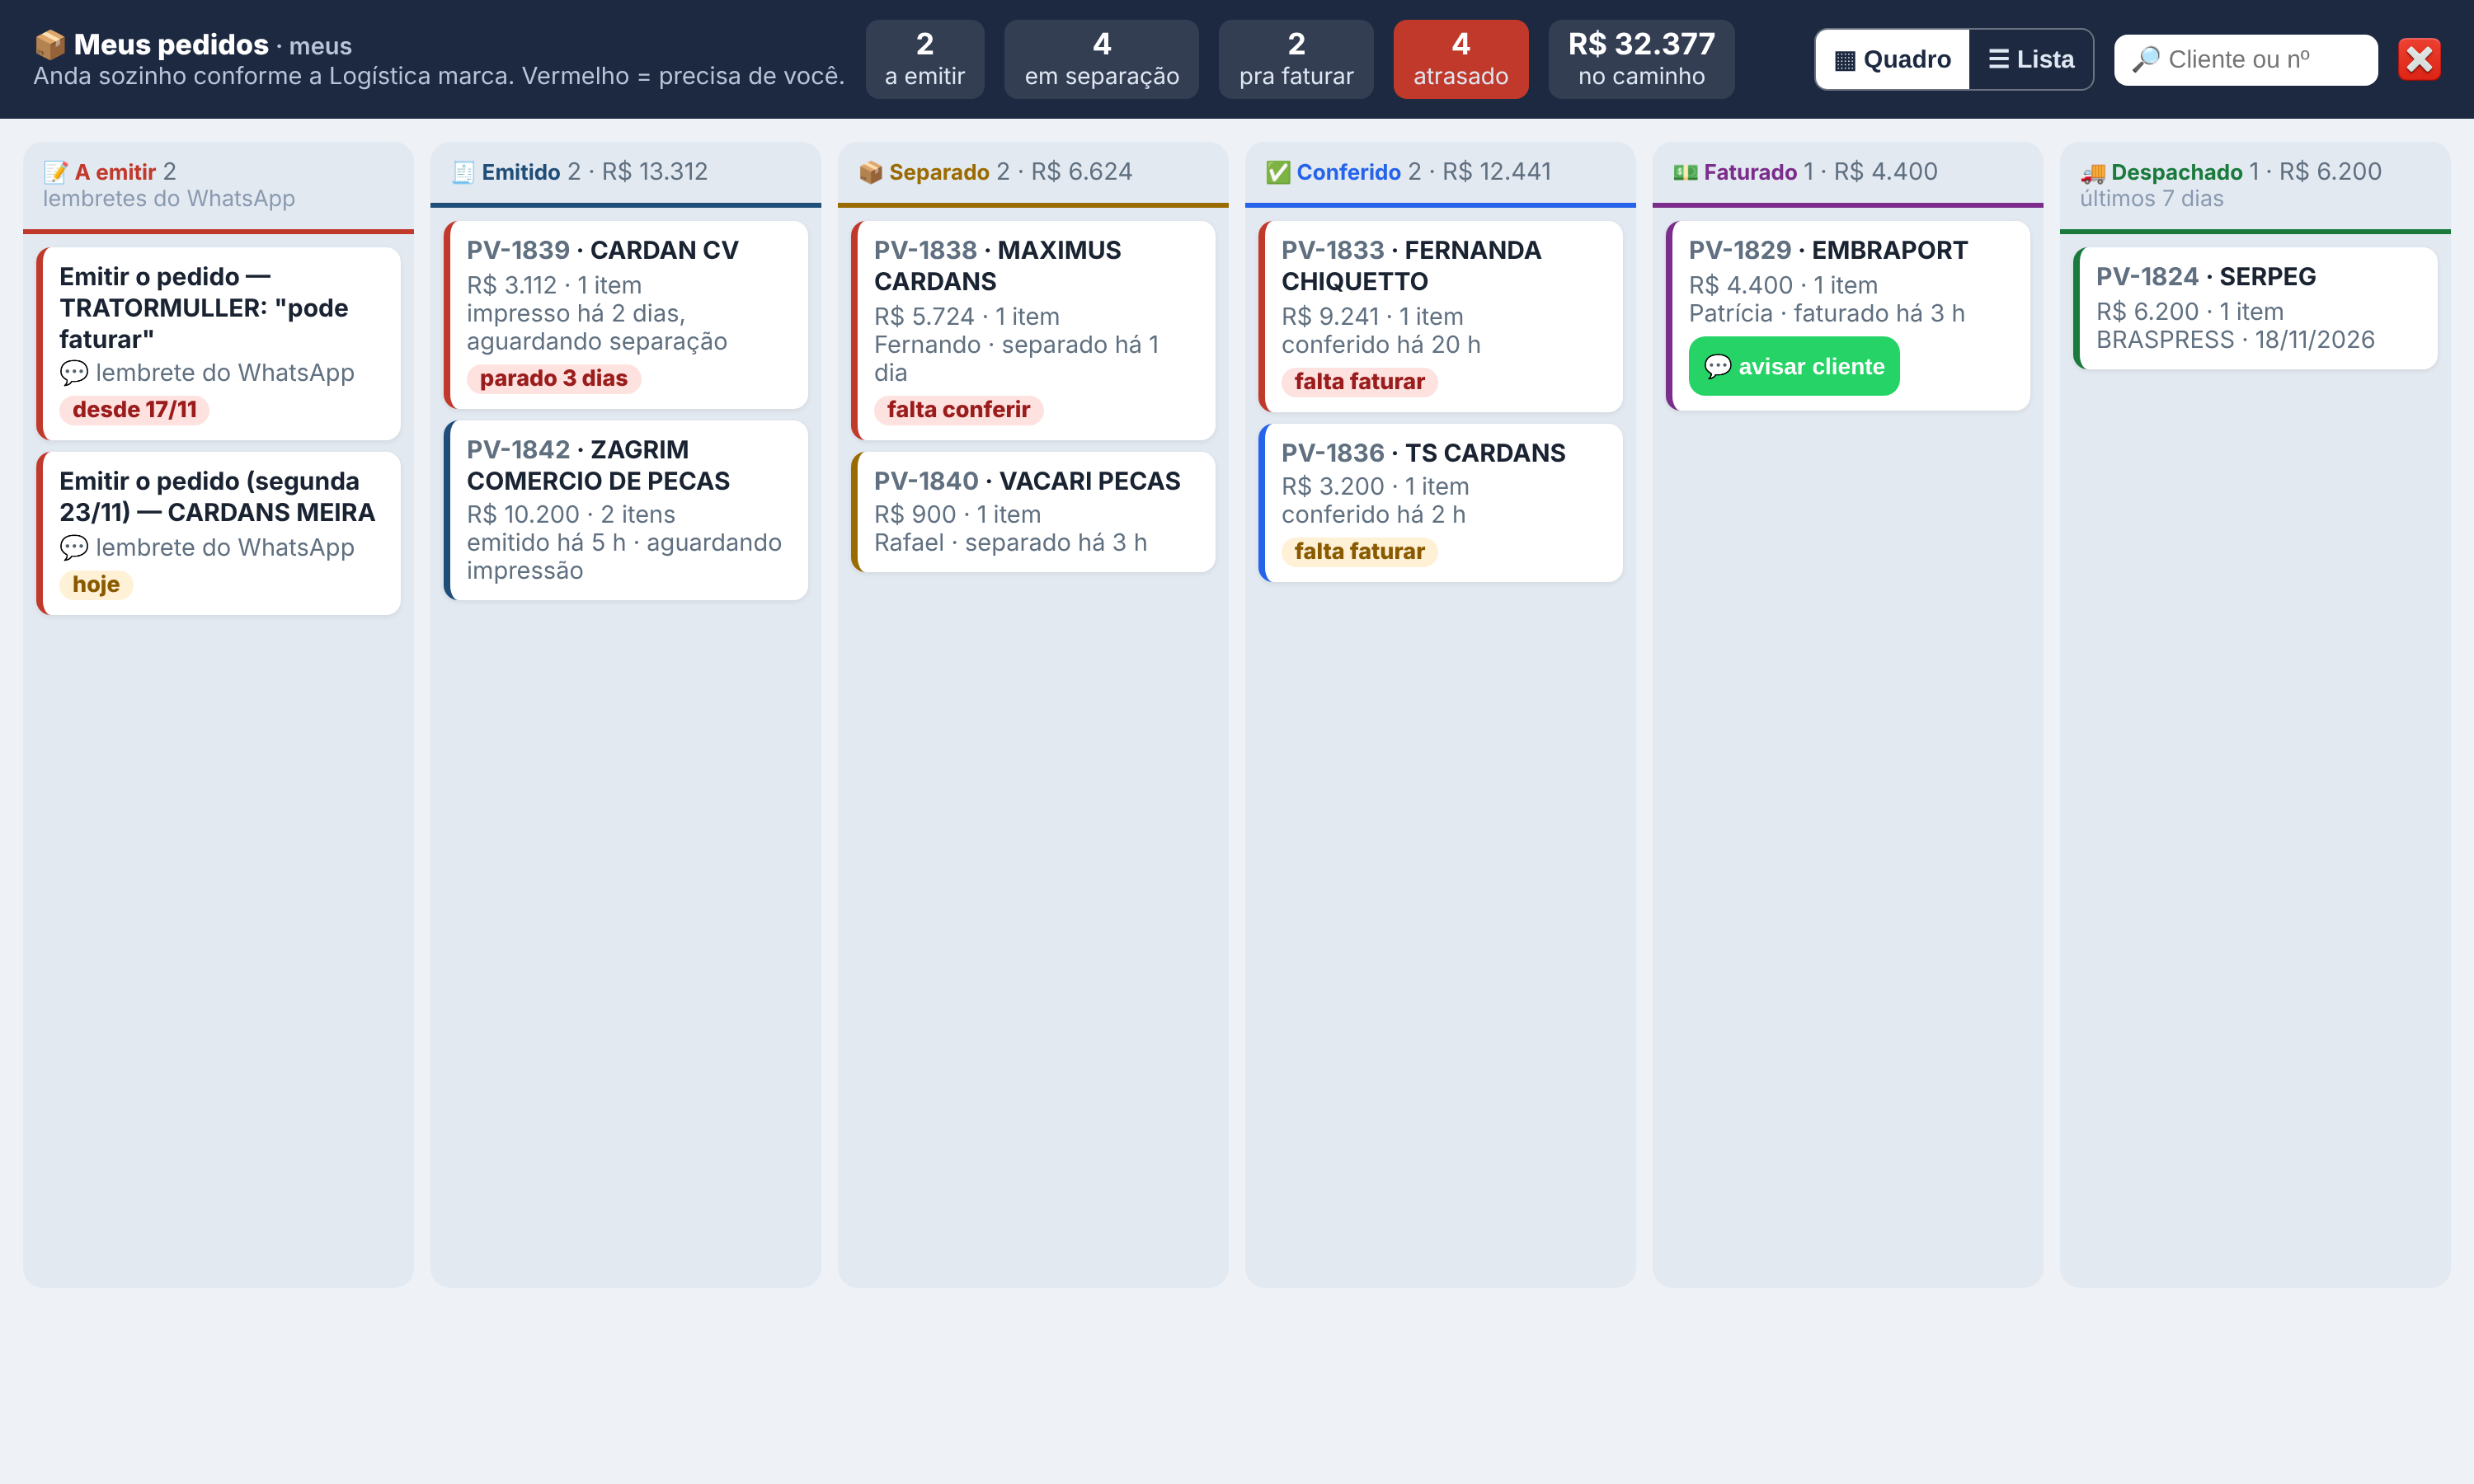 📦 Meus pedidos · meus
Anda sozinho conforme a Logística marca. Vermelho = precisa de você.
2
a emitir
4
em separação
2
pra faturar
4
atrasado
R$ 32.377
no caminho
▦ Quadro
☰ Lista
🔎 Cliente ou nº
❌
📝 A emitir 2
lembretes do WhatsApp
Emitir o pedido —
TRATORMULLER: "pode
faturar"
💬 lembrete do WhatsApp
desde 17/11
Emitir o pedido (segunda
23/11) — CARDANS MEIRA
💬 lembrete do WhatsApp
hoje
🧾 Emitido 2 · R$ 13.312
PV-1839 · CARDAN CV
R$ 3.112 · 1 item
impresso há 2 dias,
aguardando separação
parado 3 dias
PV-1842 · ZAGRIM
COMERCIO DE PECAS
R$ 10.200 · 2 itens
emitido há 5 h · aguardando
impressão
📦 Separado 2 · R$ 6.624
PV-1838 · MAXIMUS
CARDANS
R$ 5.724 · 1 item
Fernando · separado há 1
dia
falta conferir
PV-1840 · VACARI PECAS
R$ 900 · 1 item
Rafael · separado há 3 h
✅ Conferido 2 · R$ 12.441
PV-1833 · FERNANDA
CHIQUETTO
R$ 9.241 · 1 item
conferido há 20 h
falta faturar
PV-1836 · TS CARDANS
R$ 3.200 · 1 item
conferido há 2 h
falta faturar
💵 Faturado 1 · R$ 4.400
PV-1829 · EMBRAPORT
R$ 4.400 · 1 item
Patrícia · faturado há 3 h
💬 avisar cliente
🚚 Despachado 1 · R$ 6.200
últimos 7 dias
PV-1824 · SERPEG
R$ 6.200 · 1 item
BRASPRESS · 18/11/2026